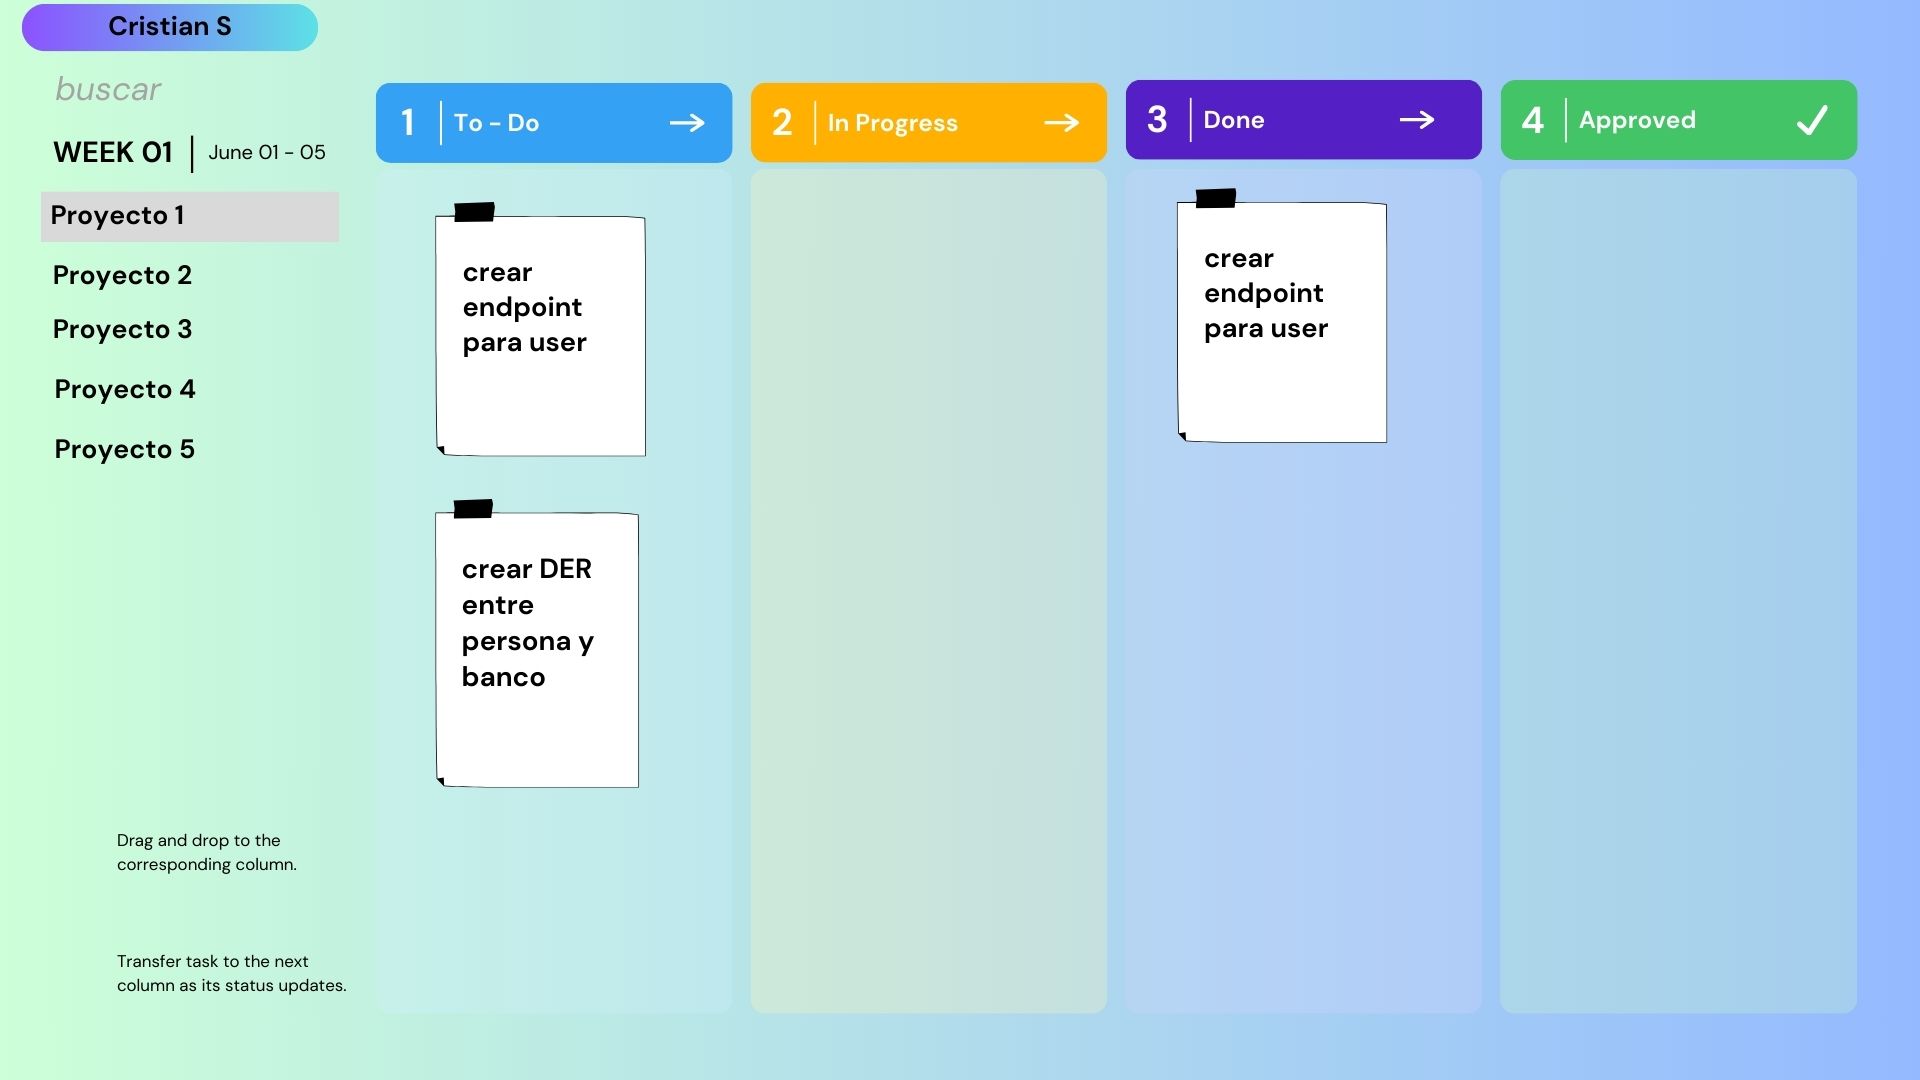 Cristian S
buscar
WEEK 01 June 01 - 05
Proyecto 1
Proyecto 2
Proyecto 3
Proyecto 4
Proyecto 5
Drag and drop to the
corresponding column.
Transfer task to the next
column as its status updates.
1 To - Do
crear
endpoint
para user
crear DER
entre
persona y
banco
2 In Progress
3 Done
crear
endpoint
para user
4 Approved